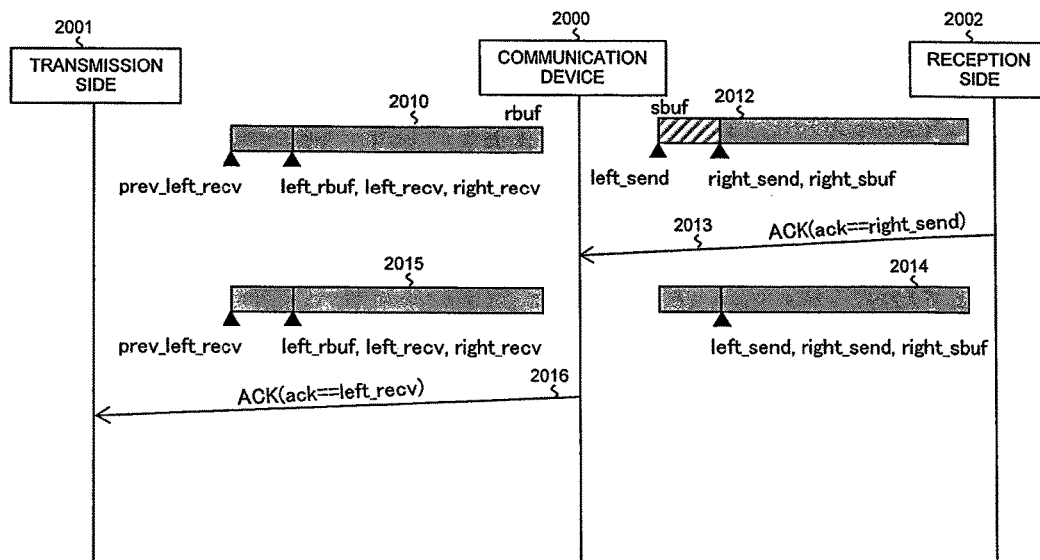 2001
2000
2002
TRANSMISSION
SIDE
COMMUNICATION
DEVICE
RECEPTION
SIDE
2010
rbuf
sbuf
2012
prev_left_recv
left_rbuf, left_recv, right_recv
left_send
right_send, right_sbuf
2013
ACK(ack==right_send)
2015
2014
prev_left_recv
left_rbuf, left_recv, right_recv
left_send, right_send, right_sbuf
ACK(ack==left_recv)
2016